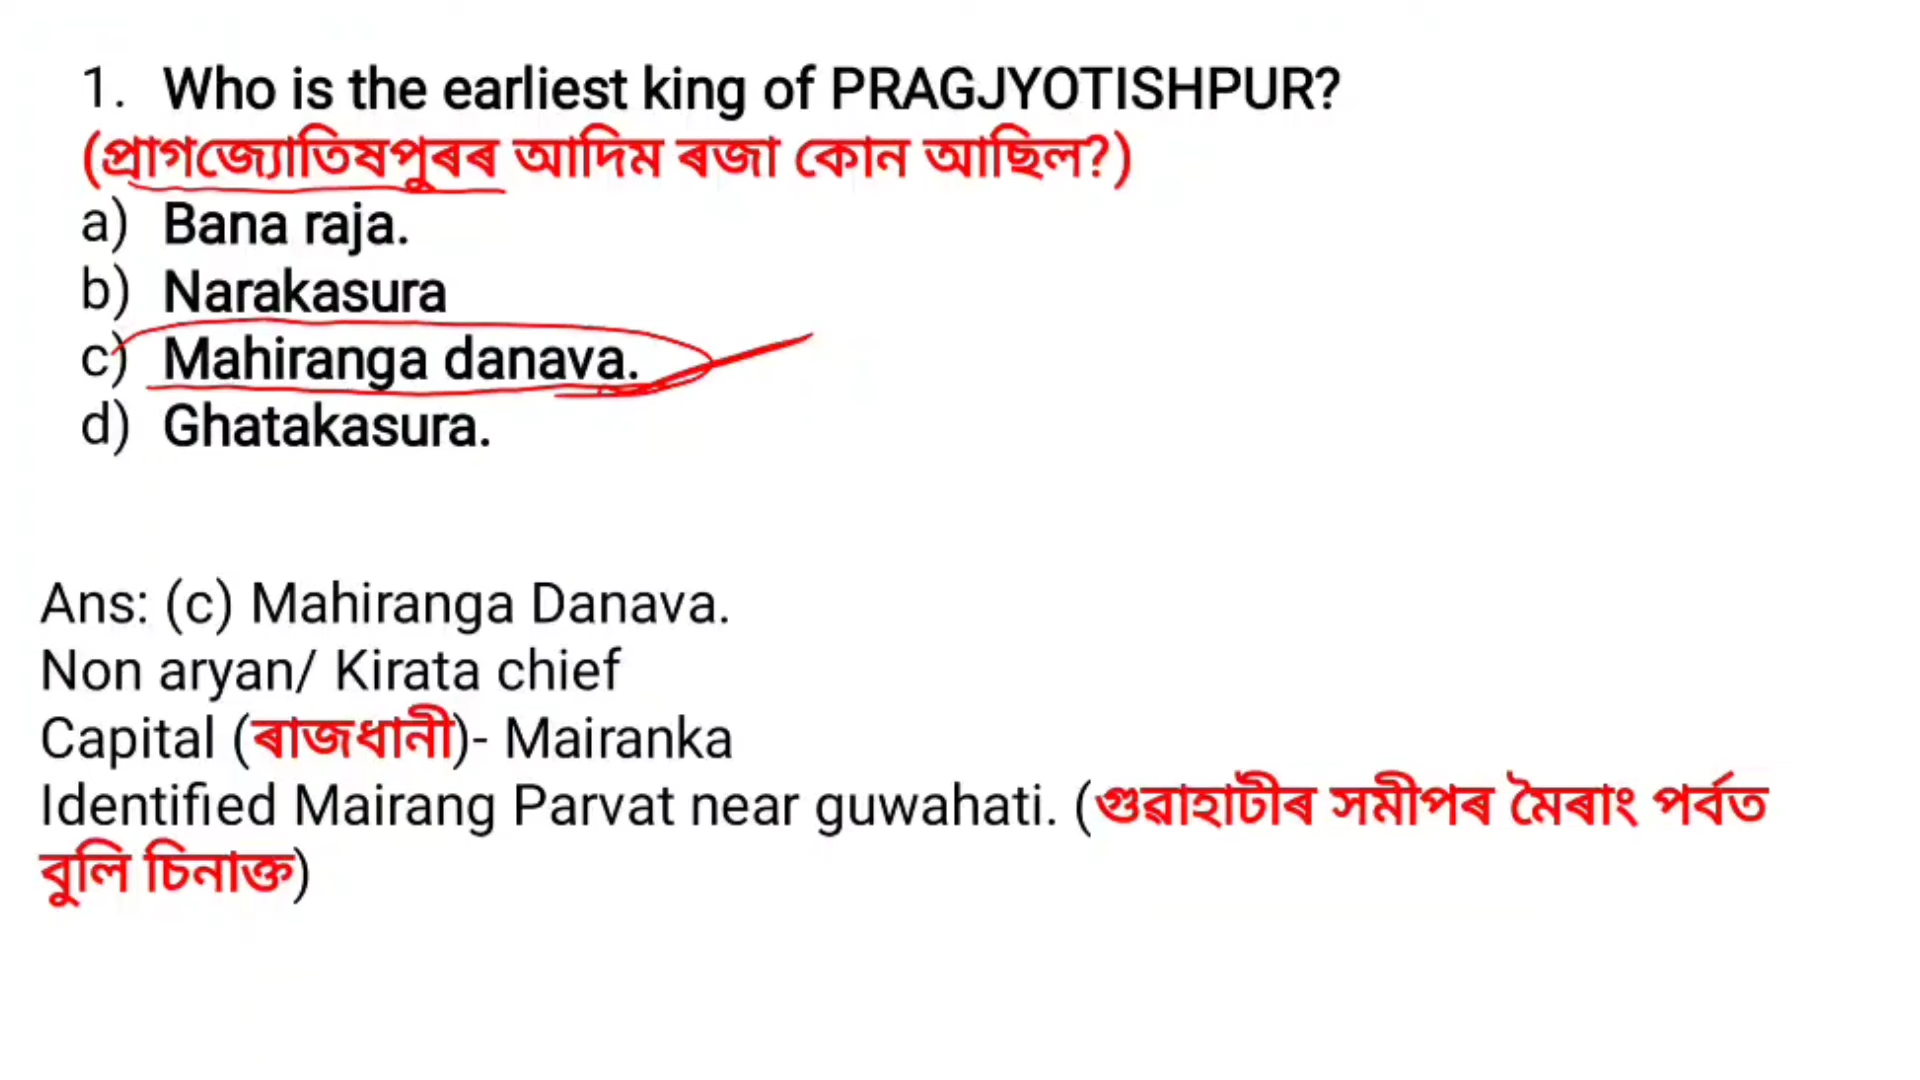 1. Who is the earliest king of PRAGJYOTISHPUR?
(প্ৰাগজ্যোতিষপুৰৰ আদিম ৰজা কোন আছিল?)
a) Bana raja.
b) Narakasura
c) Mahiranga danava.
d) Ghatakasura.
Ans: (c) Mahiranga Danava.
Non aryan/ Kirata chief
Capital (ৰাজধানী)- Mairanka
Identified Mairang Parvat near guwahati. (গুৱাহাটীৰ সমীপৰ মৈৰাং পৰ্বত
বুলি চিনাক্ত)